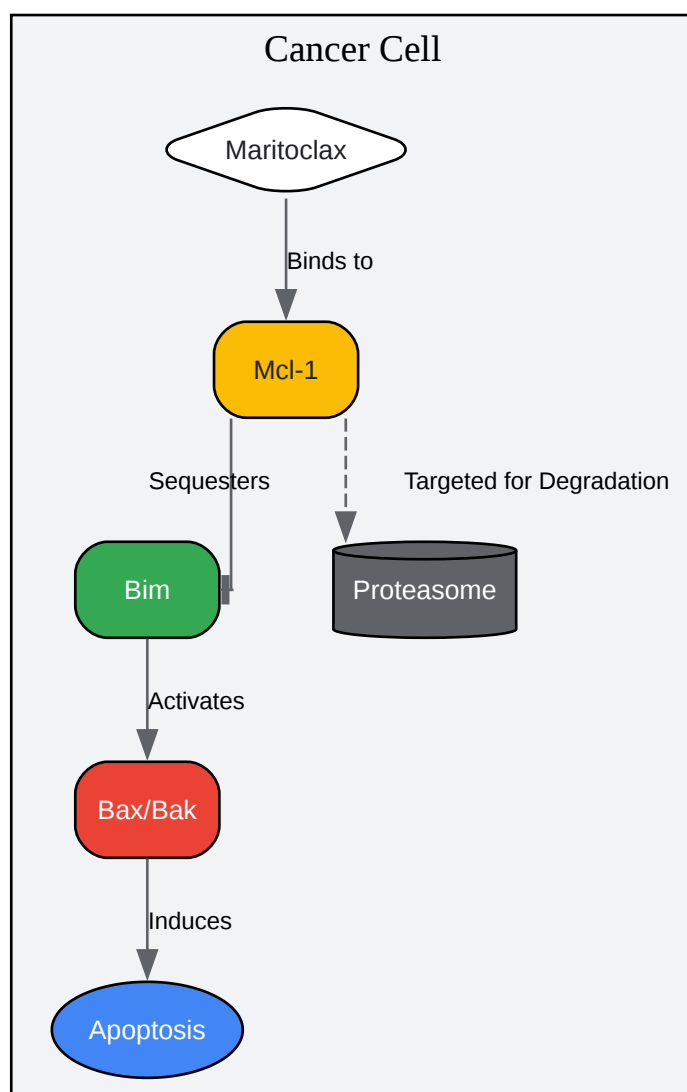 Cancer Cell
Maritoclax
Binds to
Mcl-1
Sequesters
Targeted for Degradation
Bim
Proteasome
Activates
Bax/Bak
Induces
Apoptosis